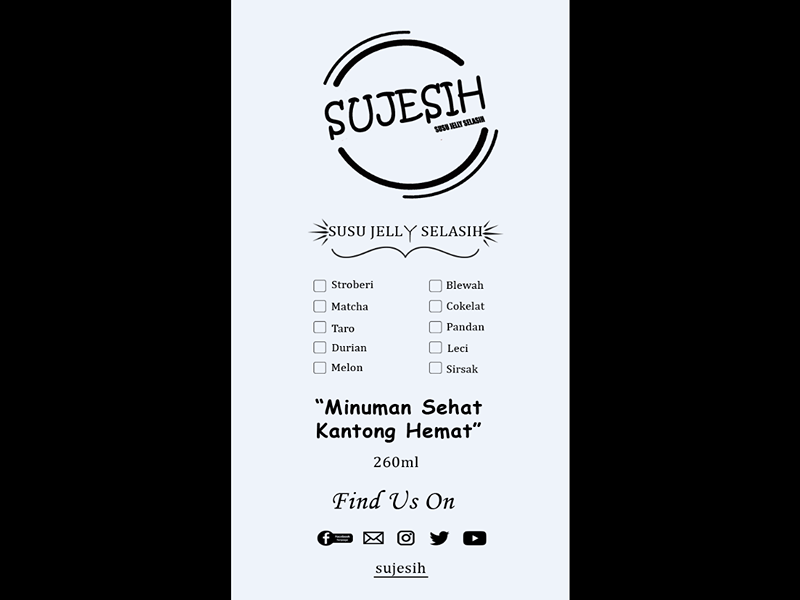 SUJESIH
SUSU JELLY SELASIH
SUSU JELLY SELASIH
Stroberi
Matcha
Taro
Durian
Melon
Blewah
Cokelat
Pandan
Leci
Sirsak
“Minuman Sehat
Kantong Hemat”
260ml
Find Us On
sujesih